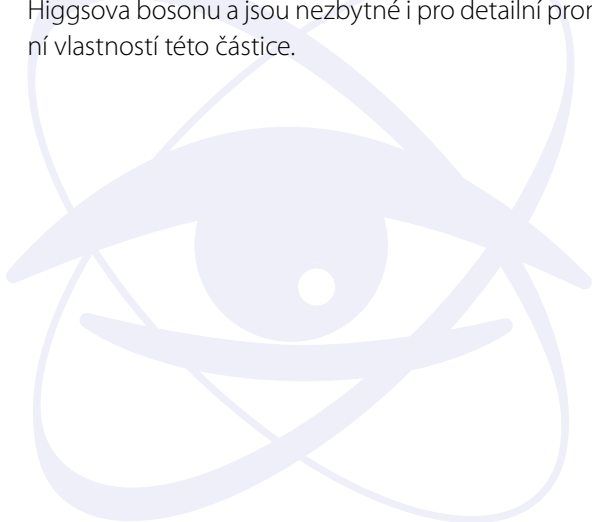 Higgsova bosonu a jsou nezbytné i pro detailní
ní vlastností této částice.